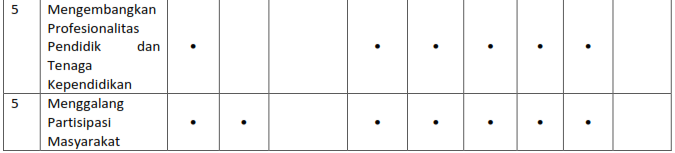 5 Mengembangkan
Profesionalitas
Pendidik dan
Tenaga
Kependidikan
• • • • • •
5 Menggalang
Partisipasi
Masyarakat
• • • • • • •